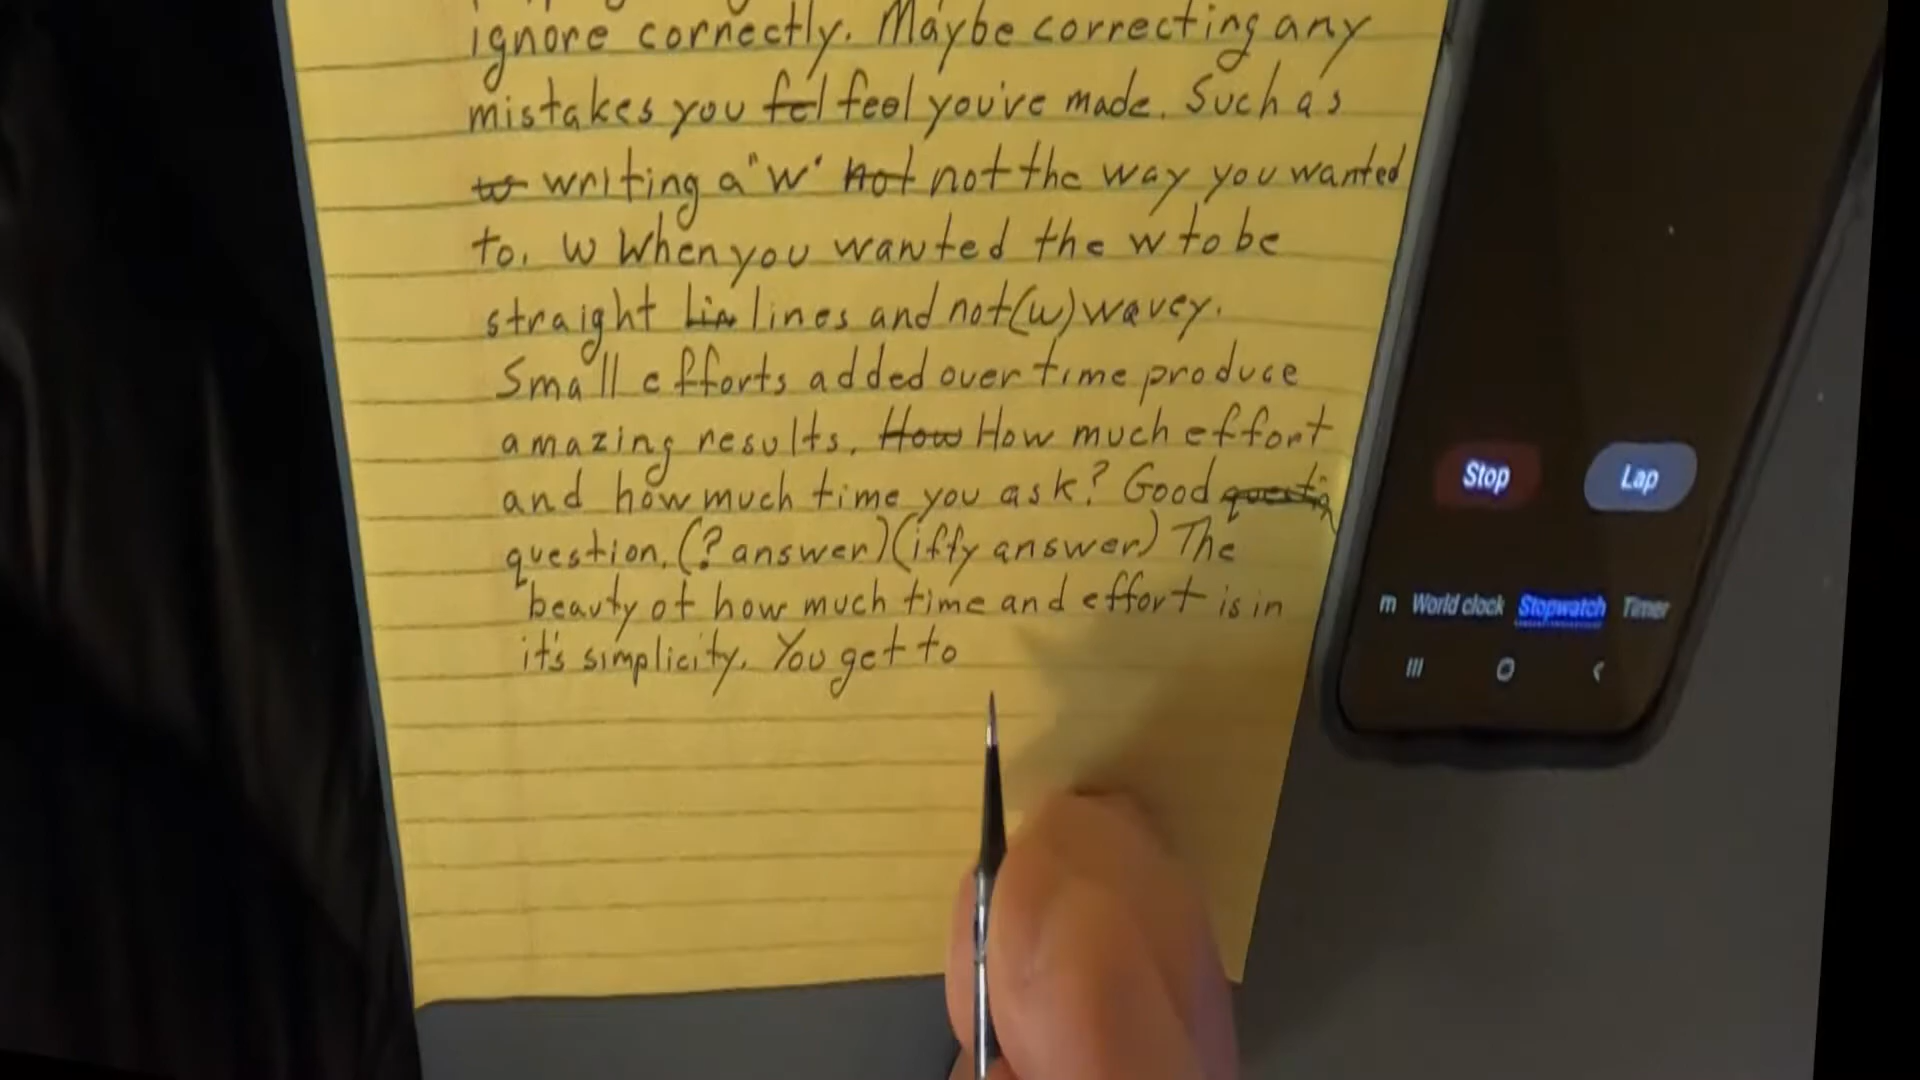 ignore correctly. Maybe correcting any
mistakes you fel feel you've made. Such as
w writing a "w" not not the way you wanted
to. w When you wanted the w to be
straight Lin lines and not (w) wavey.
Small efforts added over time produce
amazing results. How How much effort
and how much time you ask? Good questin
question. (? answer) (iffy answer) The
beauty of how much time and effort is in
it's simplicity. You get to
Stop
Lap
m World clock Stopwatch Timer